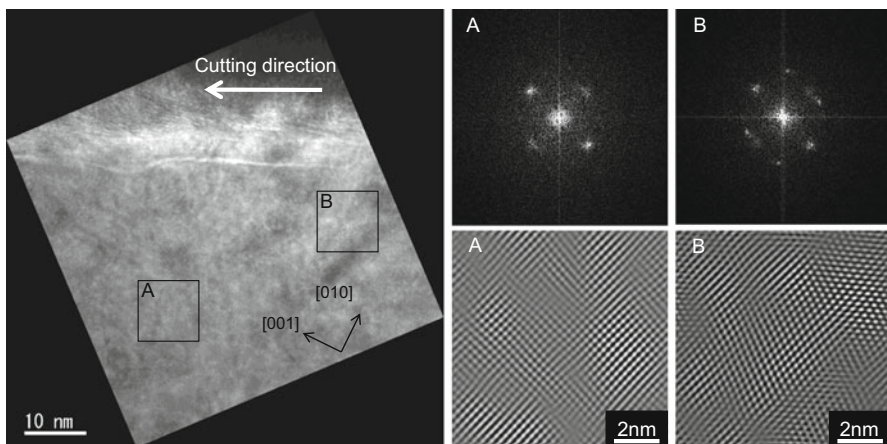 Cutting direction
B
A
[010]
[001]
10 nm
A
B
A
2nm
B
2nm